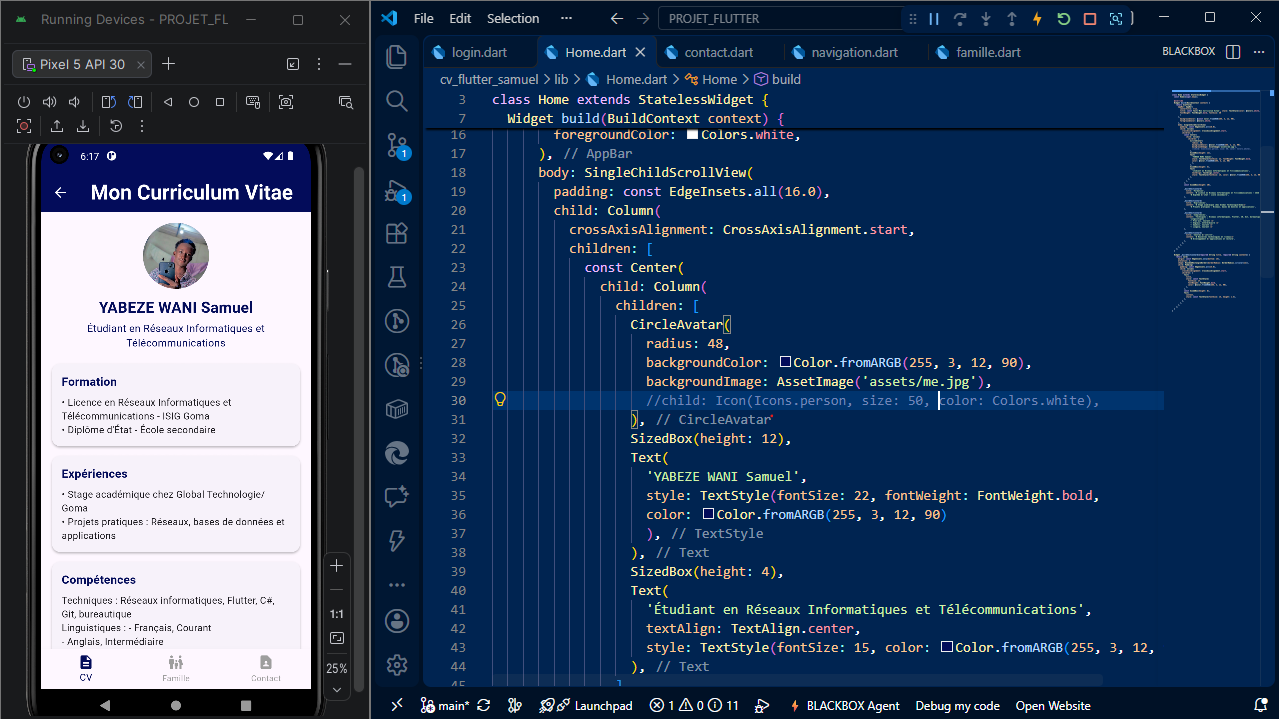 Running Devices - PROJET_FL
Pixel 5 API 30
6:17
Mon Curriculum Vitae
YABEZE WANI Samuel
Étudiant en Réseaux Informatiques et
Télécommunications
Formation
• Licence en Réseaux Informatiques et
Télécommunications - ISIG Goma
• Diplôme d'État - École secondaire
Expériences
• Stage académique chez Global Technologie/
Goma
• Projets pratiques : Réseaux, bases de données et
applications
Compétences
Techniques : Réseaux informatiques, Flutter, C#,
Git, bureautique
Linguistiques : - Français, Courant
- Anglais, Intermédiaire
CV
Famille
Contact
1:1
25%
File Edit Selection ···
PROJET_FLUTTER
login.dart
Home.dart
contact.dart
navigation.dart
famille.dart
BLACKBOX
cv_flutter_samuel > lib > Home.dart > Home > build
3 class Home extends StatelessWidget {
7 Widget build(BuildContext context) {
16 foregroundColor: Colors.white,
17 ), // AppBar
18 body: SingleChildScrollView(
19 padding: const EdgeInsets.all(16.0),
20 child: Column(
21 crossAxisAlignment: CrossAxisAlignment.start,
22 children: [
23 const Center(
24 child: Column(
25 children: [
26 CircleAvatar(
27 radius: 48,
28 backgroundColor: Color.fromARGB(255, 3, 12, 90),
29 backgroundImage: AssetImage('assets/me.jpg'),
30 //child: Icon(Icons.person, size: 50, color: Colors.white),
31 ), // CircleAvatar
32 SizedBox(height: 12),
33 Text(
34 'YABEZE WANI Samuel',
35 style: TextStyle(fontSize: 22, fontWeight: FontWeight.bold,
36 color: Color.fromARGB(255, 3, 12, 90)
37 ), // TextStyle
38 ), // Text
39 SizedBox(height: 4),
40 Text(
41 'Étudiant en Réseaux Informatiques et Télécommunications',
42 textAlign: TextAlign.center,
43 style: TextStyle(fontSize: 15, color: Color.fromARGB(255, 3, 12,
44 ), // Text
45 ]
1
1
main* Launchpad 1 0 11 BLACKBOX Agent Debug my code Open Website